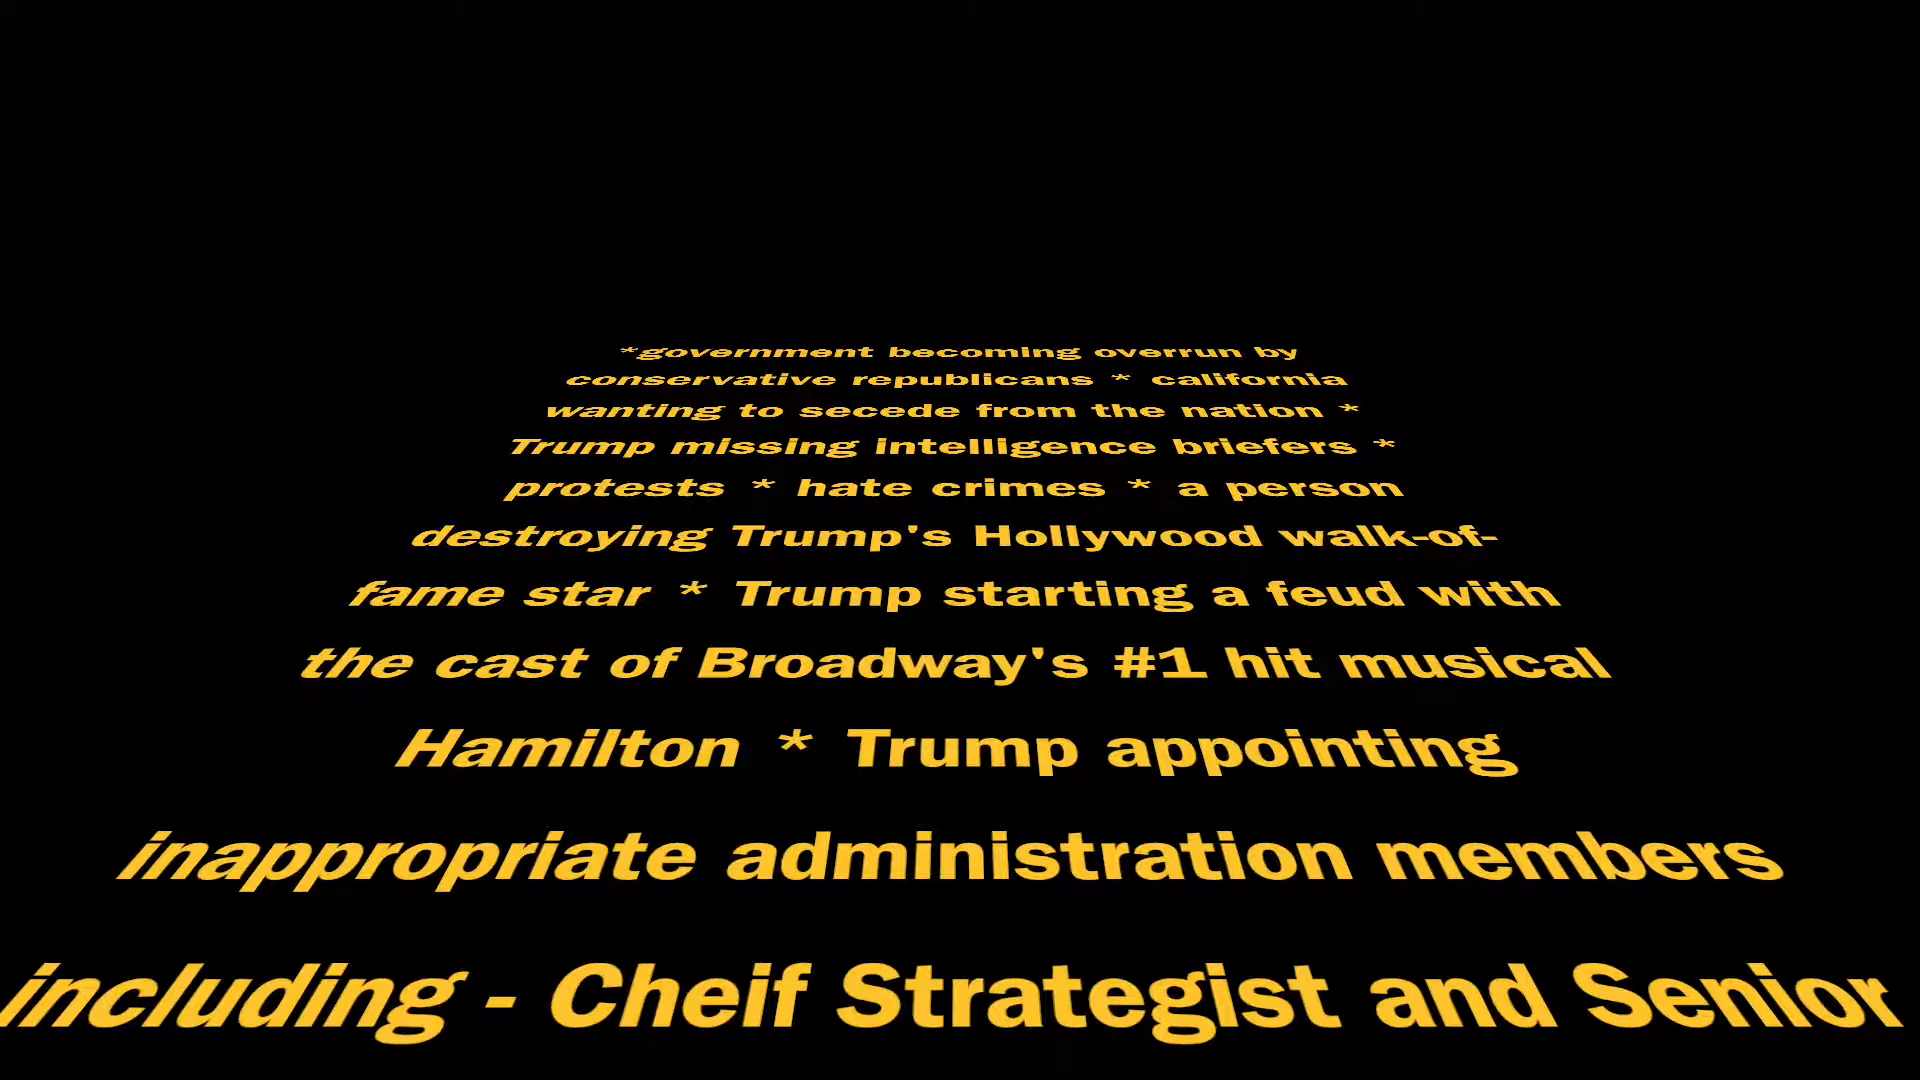 *government becoming overrun by
conservative republicans * california
wanting to secede from the nation *
Trump missing intelligence briefers *
protests * hate crimes * a person
destroying Trump's Hollywood walk-of-
fame star * Trump starting a feud with
the cast of Broadway's #1 hit musical
Hamilton * Trump appointing
inappropriate administration members
including - Cheif Strategist and Senior